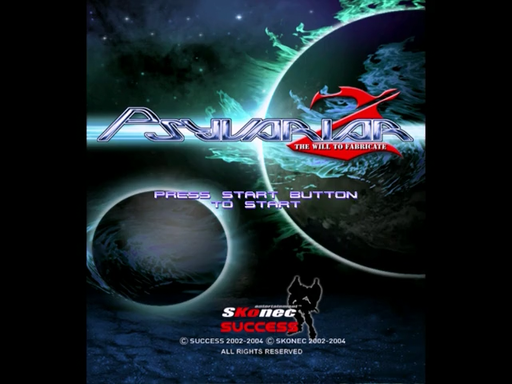 Psyvariar 2
THE WILL TO FABRICATE
PRESS START BUTTON
TO START
entertainment
SKonec
SUCCESS
© SUCCESS 2002-2004 © SKONEC 2002-2004
ALL RIGHTS RESERVED